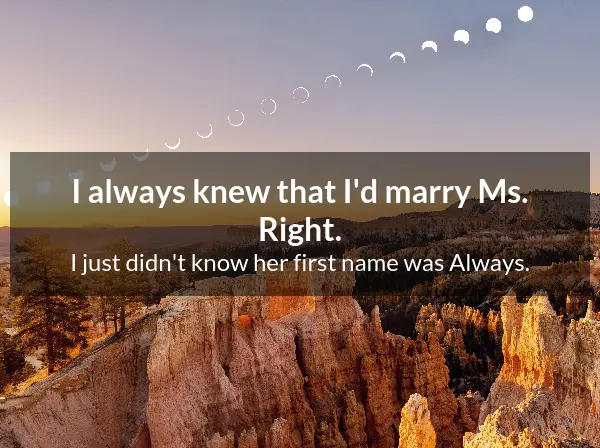 I always knew that I'd marry Ms.
Right.
I just didn't know her first name was Always.